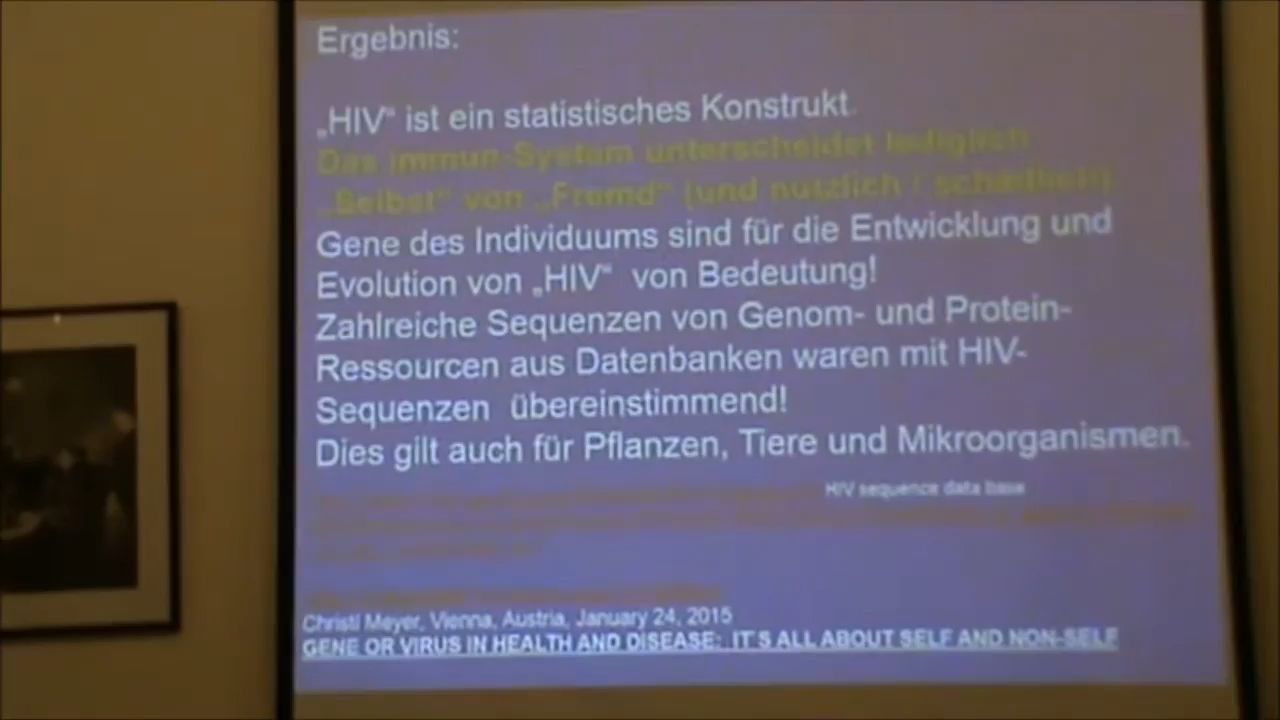 Ergebnis:
„HIV“ ist ein statistisches Konstrukt.
Das Immun-System unterscheidet lediglich
„Selbst“ von „Fremd“ (und nützlich / schädlich)
Gene des Individuums sind für die Entwicklung und
Evolution von „HIV“ von Bedeutung!
Zahlreiche Sequenzen von Genom- und Protein-
Ressourcen aus Datenbanken waren mit HIV-
Sequenzen übereinstimmend!
Dies gilt auch für Pflanzen, Tiere und Mikroorganismen.
HIV sequence data base
Christl Meyer, Vienna, Austria, January 24, 2015
GENE OR VIRUS IN HEALTH AND DISEASE: IT'S ALL ABOUT SELF AND NON-SELF